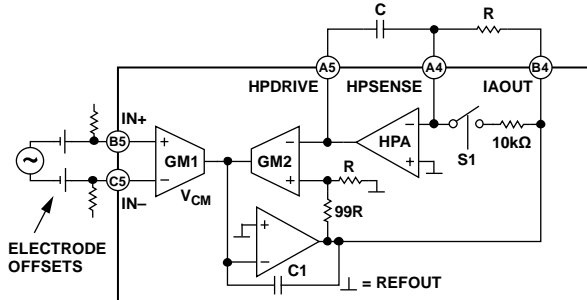 C
R
A5
A4
B4
HPDRIVE
HPSENSE
IAOUT
IN+
B5
+
GM1
−
−
GM2
+
−
HPA
+
S1
10kΩ
C5
IN−
V_CM
R
99R
+
−
C1
ELECTRODE
OFFSETS
⊥ = REFOUT